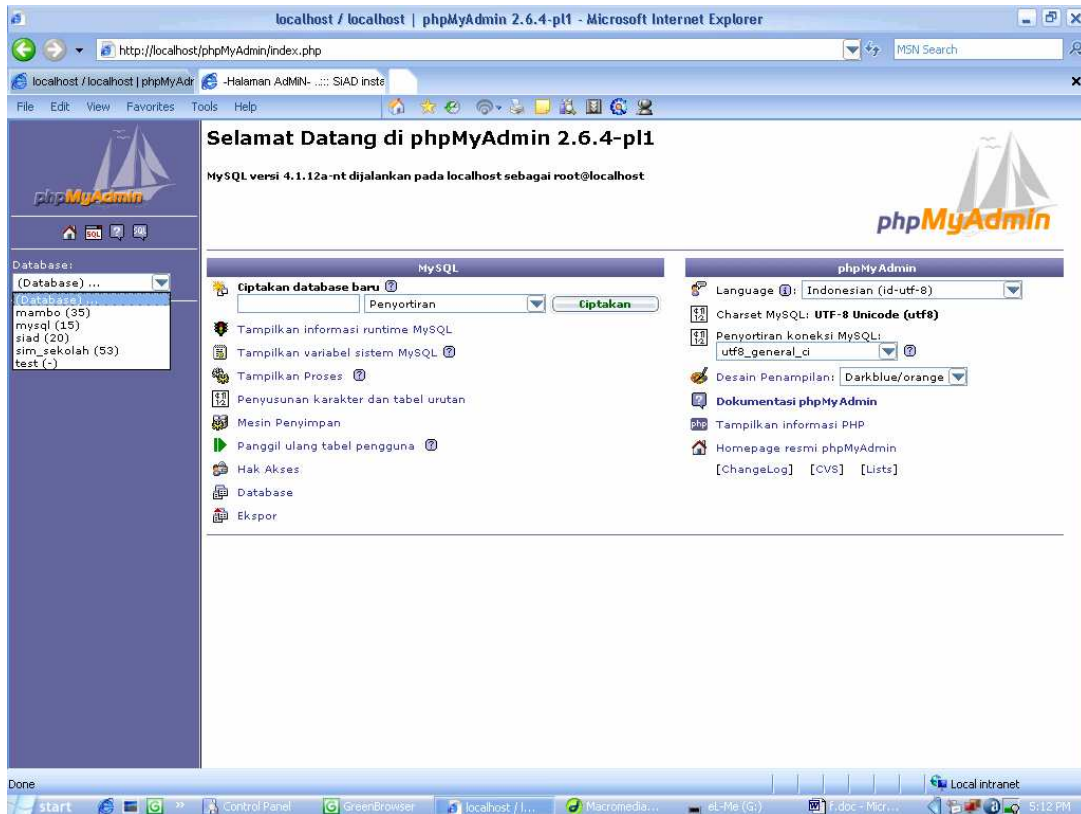 localhost / localhost | phpMyAdmin 2.6.4-pl1 - Microsoft Internet Explorer
http://localhost/phpMyAdmin/index.php
MSN Search
localhost / localhost | phpMyAdr
-Halaman AdMiN- ..::: SiAD inste
File Edit View Favorites Tools Help
phpMyAdmin
SQL
Database:
(Database) ...
(Database) ...
mambo (35)
mysql (15)
siad (20)
sim_sekolah (53)
test (-)
Selamat Datang di phpMyAdmin 2.6.4-pl1
MySQL versi 4.1.12a-nt dijalankan pada localhost sebagai root@localhost
phpMyAdmin
MySQL
Ciptakan database baru
Penyortiran
Ciptakan
Tampilkan informasi runtime MySQL
Tampilkan variabel sistem MySQL
Tampilkan Proses
Penyusunan karakter dan tabel urutan
Mesin Penyimpan
Panggil ulang tabel pengguna
Hak Akses
Database
Ekspor
phpMyAdmin
Language : Indonesian (id-utf-8)
Charset MySQL: UTF-8 Unicode (utf8)
Penyortiran koneksi MySQL:
utf8_general_ci
Desain Penampilan: Darkblue/orange
Dokumentasi phpMyAdmin
php Tampilkan informasi PHP
Homepage resmi phpMyAdmin
[ChangeLog] [CVS] [Lists]
Done
Local intranet
start
Control Panel
GreenBrowser
localhost / l...
Macromedia...
eL-Me (G:)
f.doc - Micr...
5:12 PM